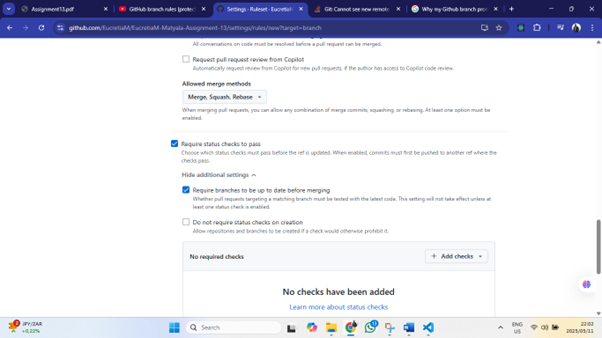 Assignment13.pdf
GitHub branch rules (protect
Settings · Ruleset · Eucretia
Git: Cannot see new remote
Why my Github branch prot
github.com/EucretiaM/EucretiaM-Matyala-Assignment-13/settings/rules/new?target=branch
All conversations on code must be resolved before a pull request can be merged.
Request pull request review from Copilot
Automatically request review from Copilot for new pull requests, if the author has access to Copilot code review.
Allowed merge methods
Merge, Squash, Rebase
When merging pull requests, you can allow any combination of merge commits, squashing, or rebasing. At least one option must be
enabled.
Require status checks to pass
Choose which status checks must pass before the ref is updated. When enabled, commits must first be pushed to another ref where the
checks pass.
Hide additional settings
Require branches to be up to date before merging
Whether pull requests targeting a matching branch must be tested with the latest code. This setting will not take effect unless at
least one status check is enabled.
Do not require status checks on creation
Allow repositories and branches to be created if a check would otherwise prohibit it.
No required checks
+ Add checks
No checks have been added
Learn more about status checks
JPY/ZAR
+0,22%
Search
ENG
US
22:02
2025/05/11